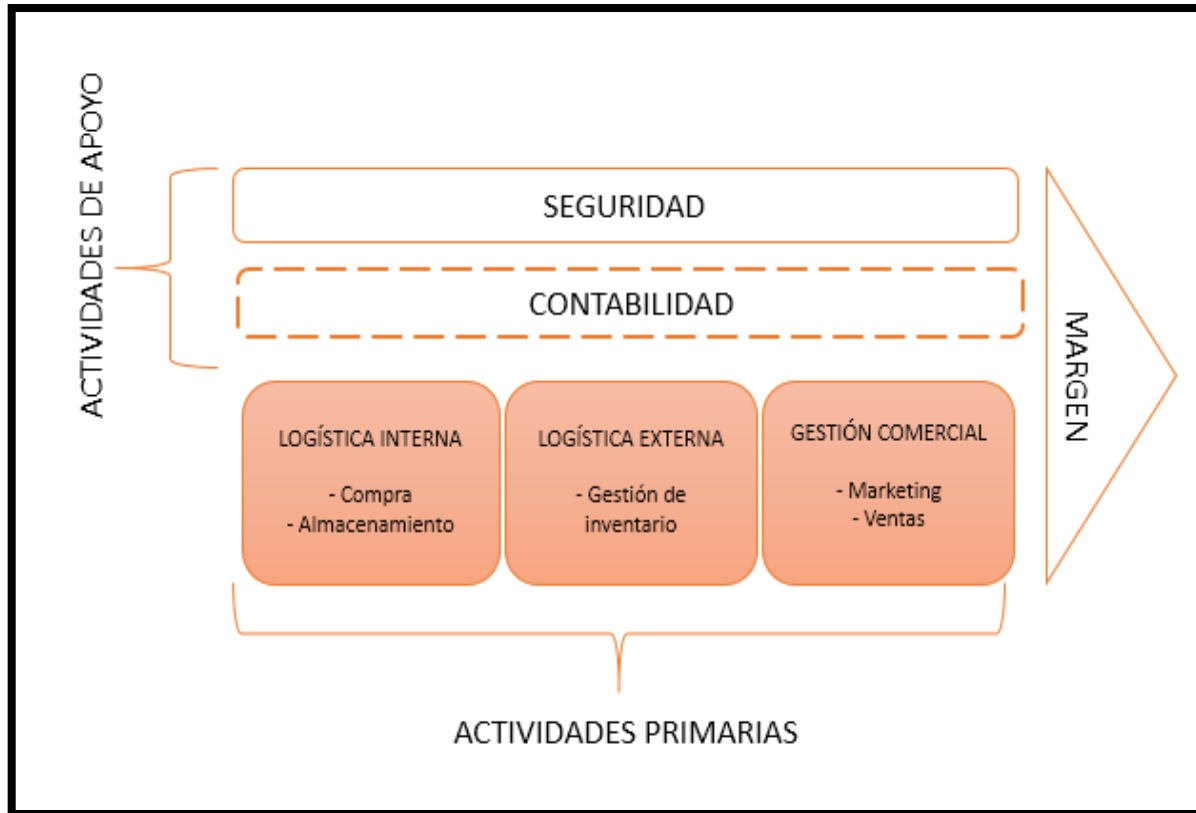 ACTIVIDADES DE APOYO
SEGURIDAD
CONTABILIDAD
LOGÍSTICA INTERNA
- Compra
- Almacenamiento
LOGÍSTICA EXTERNA
- Gestión de
inventario
GESTIÓN COMERCIAL
- Marketing
- Ventas
MARGEN
ACTIVIDADES PRIMARIAS